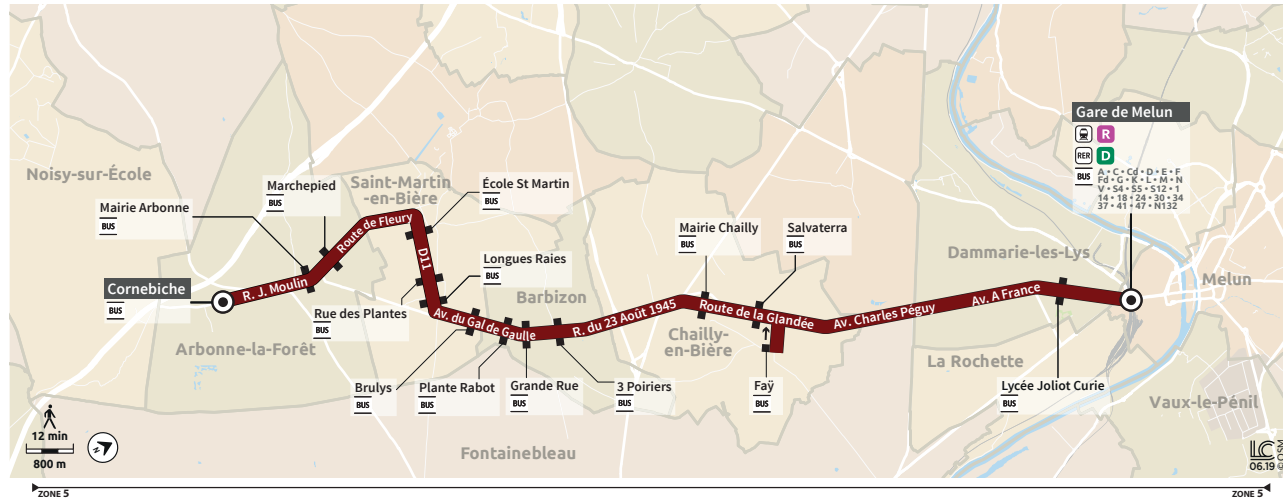 Gare de Melun
R
RER D
BUS
A • C • Cd • D • E • F
Fd • G • K • L • M • N
V • S4 • S5 • S12 • 1
14 • 18 • 24 • 30 • 34
37 • 41 • 47 • N132
Noisy-sur-École
Marchepied
BUS
Saint-Martin
-en-Bière
École St Martin
BUS
Mairie Arbonne
BUS
Route de Fleury
Mairie Chailly
BUS
Salvaterra
BUS
Dammarie-les-Lys
Melun
D11
Longues Raies
BUS
Cornebiche
BUS
R. J. Moulin
Barbizon
Rue des Plantes
BUS
Av. du Gal de Gaulle
R. du 23 Août 1945
Route de la Glandée
Av. Charles Péguy
Av. A France
Arbonne-la-Forêt
Chailly-
en-Bière
La Rochette
Brulys
BUS
Plante Rabot
BUS
Grande Rue
BUS
3 Poiriers
BUS
Faÿ
BUS
Lycée Joliot Curie
BUS
Vaux-le-Pénil
12 min
800 m
N
Fontainebleau
LC
06.19 © OSM
ZONE 5
ZONE 5